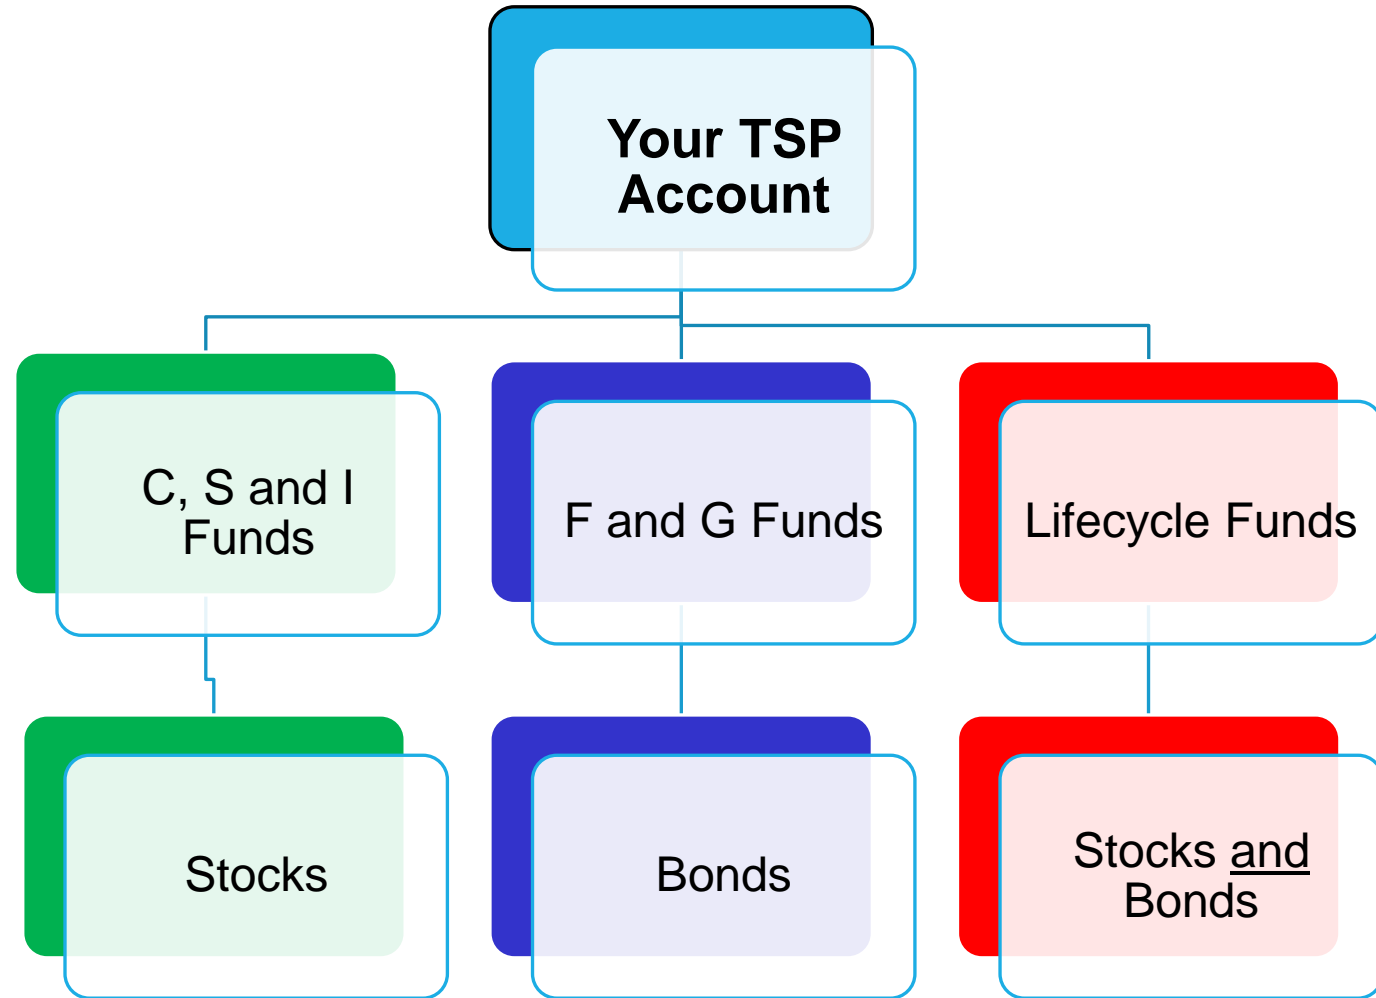 Your TSP
Account
C, S and I
Funds
F and G Funds
Lifecycle Funds
Stocks
Bonds
Stocks and
Bonds